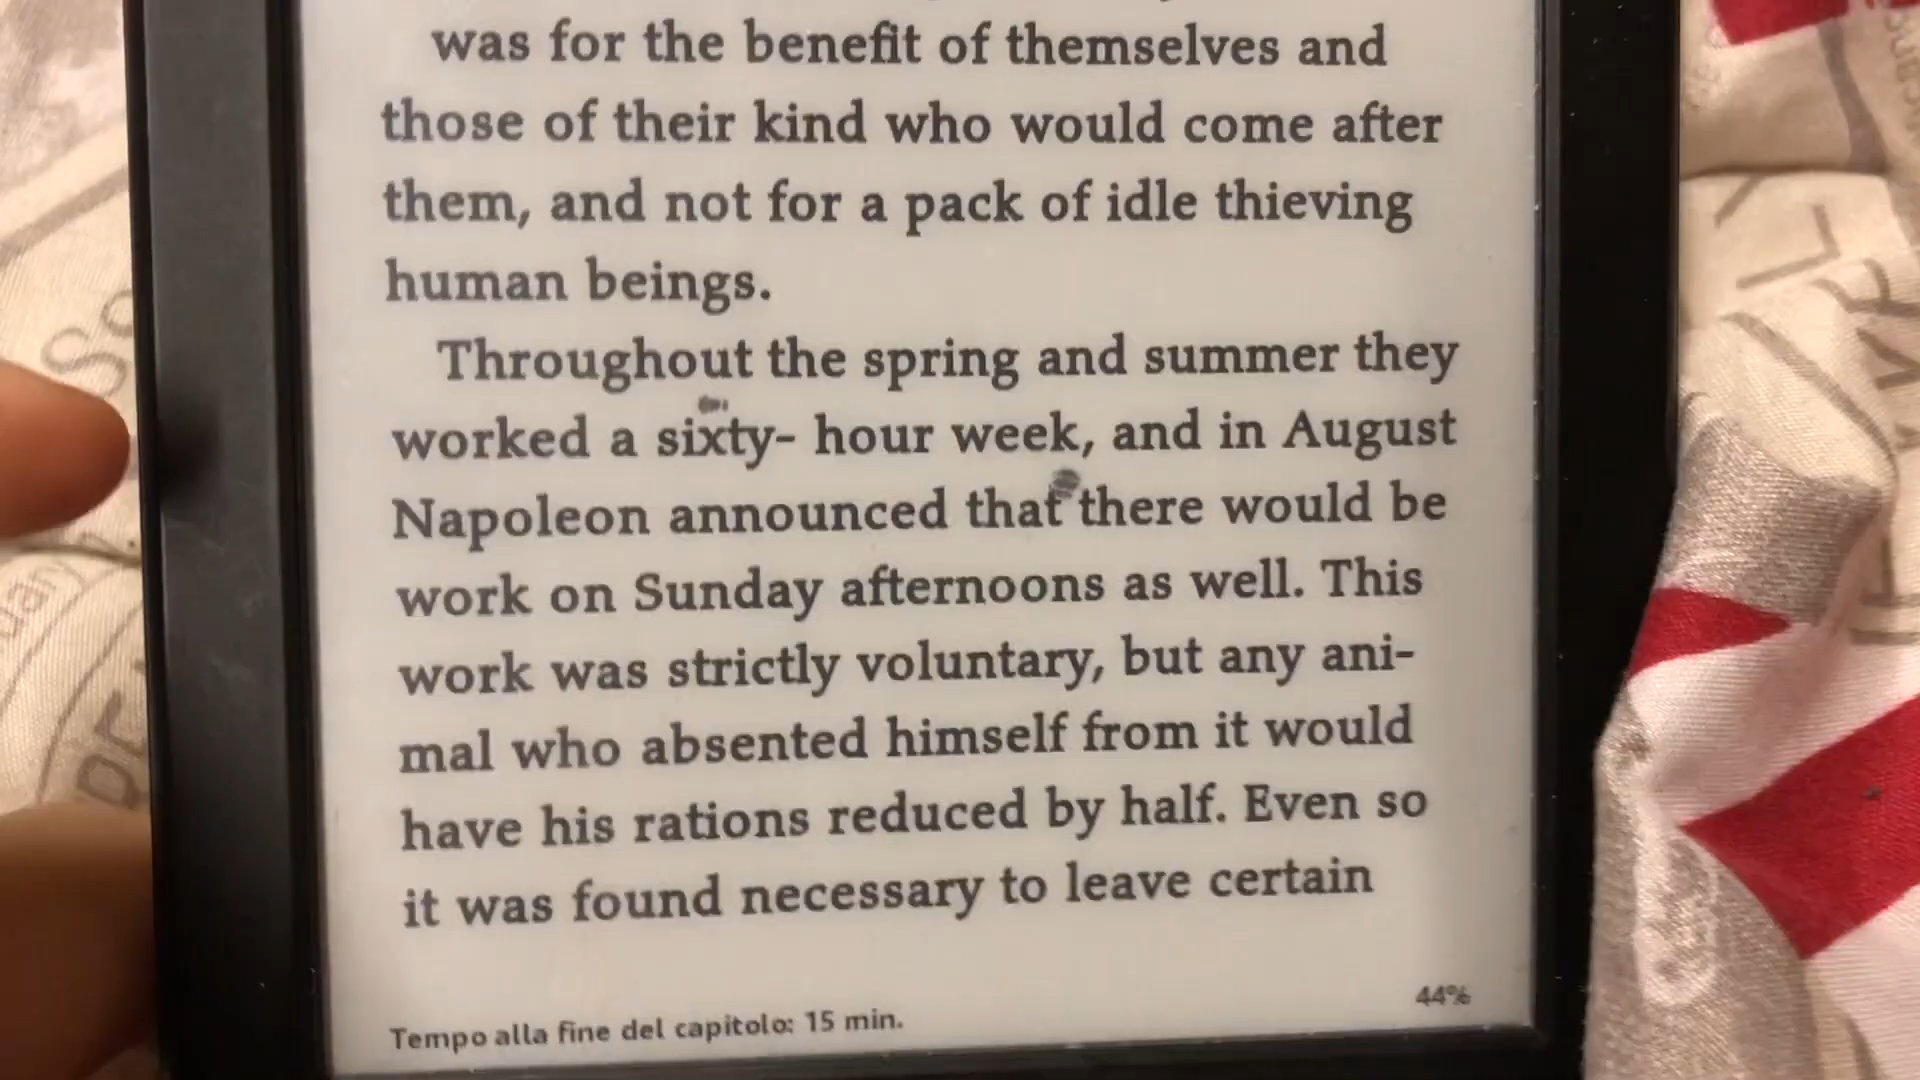 was for the benefit of themselves and
those of their kind who would come after
them, and not for a pack of idle thieving
human beings.
Throughout the spring and summer they
worked a sixty- hour week, and in August
Napoleon announced that there would be
work on Sunday afternoons as well. This
work was strictly voluntary, but any ani-
mal who absented himself from it would
have his rations reduced by half. Even so
it was found necessary to leave certain
Tempo alla fine del capitolo: 15 min.
44%